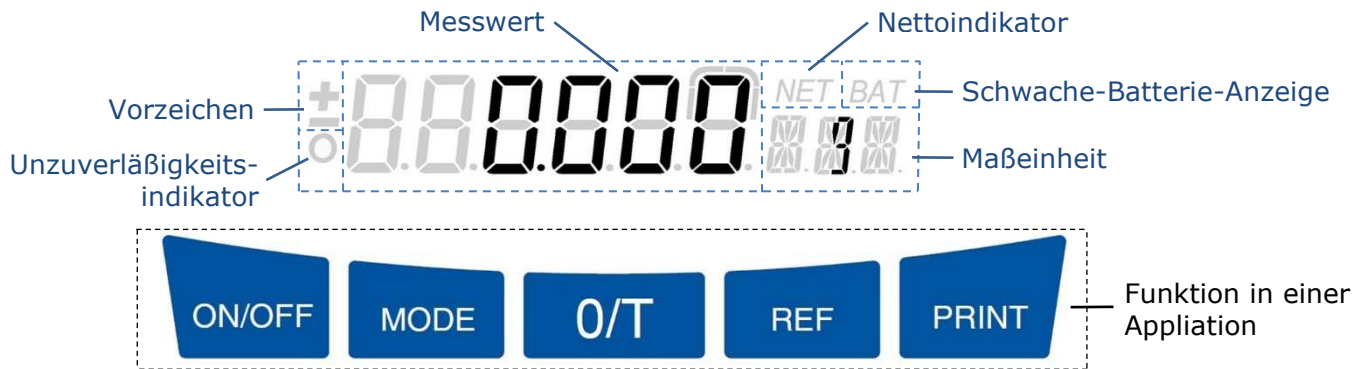 Messwert
Nettoindikator
Vorzeichen
Unzuverläßigkeits-
indikator
0.000
NET BAT
g
Schwache-Batterie-Anzeige
Maßeinheit
ON/OFF
MODE
0/T
REF
PRINT
Funktion in einer
Appliation